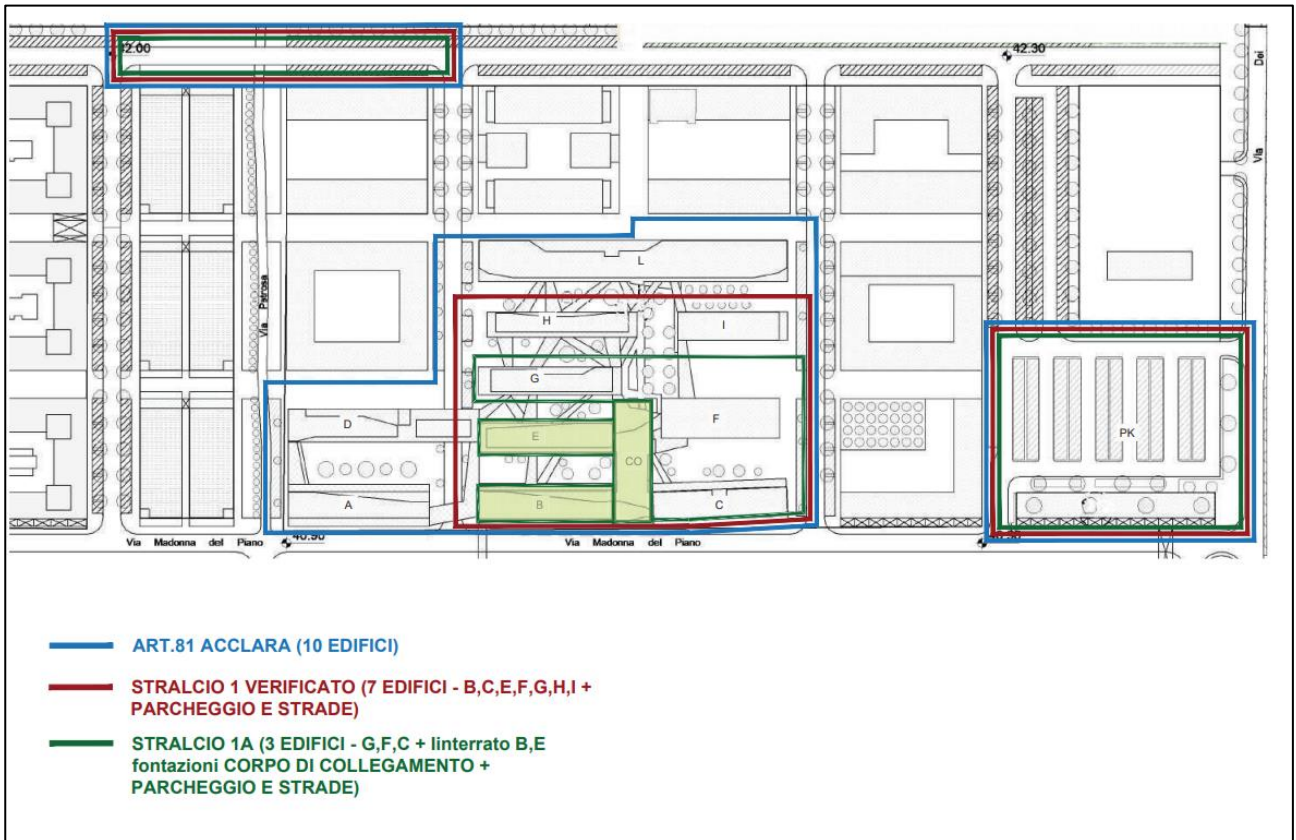 42.00
42.30
Via Dei
Via Petrosa
L
H
I
G
D
F
E
CO
PK
A
B
C
Via Madonna del Piano
40.90
Via Madonna del Piano
ART.81 ACCLARA (10 EDIFICI)
STRALCIO 1 VERIFICATO (7 EDIFICI - B,C,E,F,G,H,I +
PARCHEGGIO E STRADE)
STRALCIO 1A (3 EDIFICI - G,F,C + linterrato B,E
fontazioni CORPO DI COLLEGAMENTO +
PARCHEGGIO E STRADE)